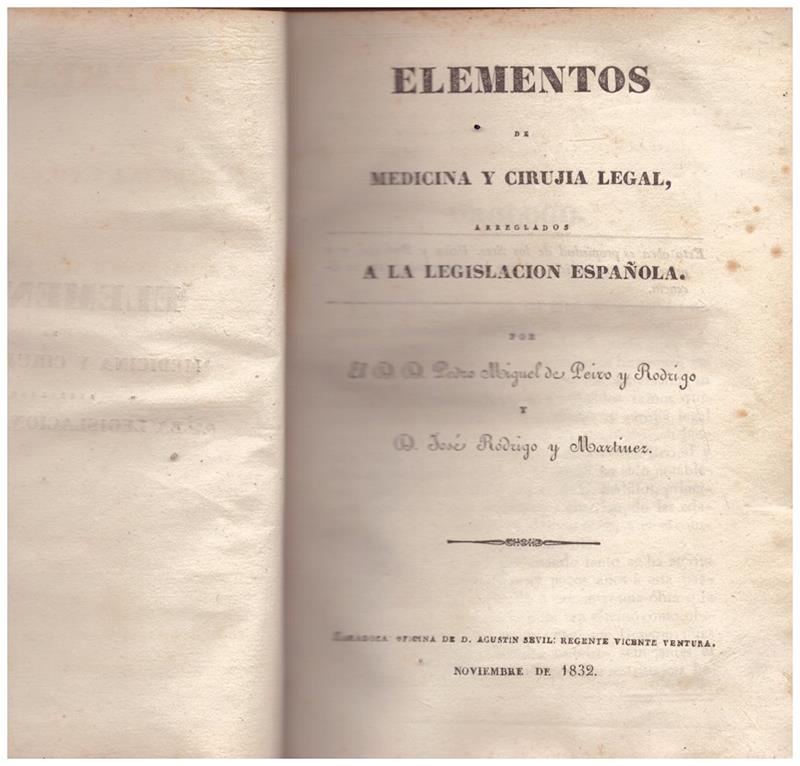 ELEMENTOS
DE
MEDICINA Y CIRUJIA LEGAL,
ARREGLADOS
A LA LEGISLACION ESPAÑOLA.
POR
D. Pedro Miguel de Peiro y Rodrigo
Y
D. José Rodrigo y Martinez.
ZARAGOZA: OFICINA DE D. AGUSTIN SEVIL: REGENTE VICENTE VENTURA.
NOVIEMBRE DE 1832.